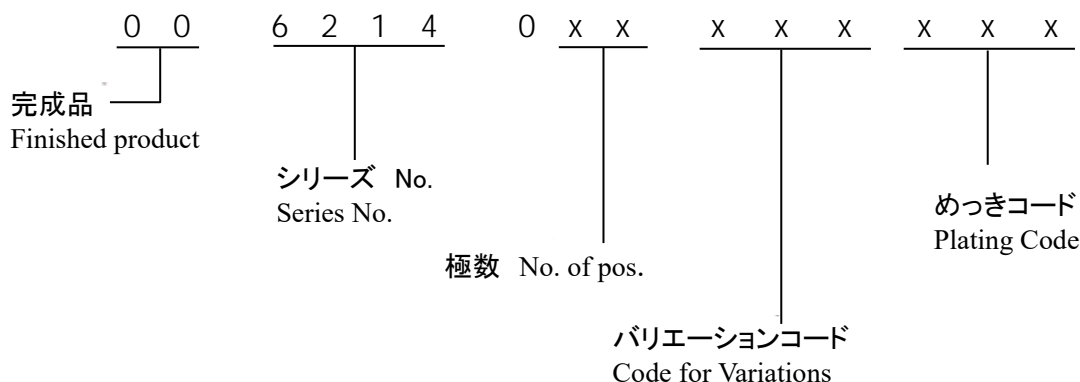 0 0 6 2 1 4 0 x x x x x x x x
完成品
Finished product
シリーズ No.
Series No.
めっきコード
Plating Code
極数 No. of pos.
バリエーションコード
Code for Variations